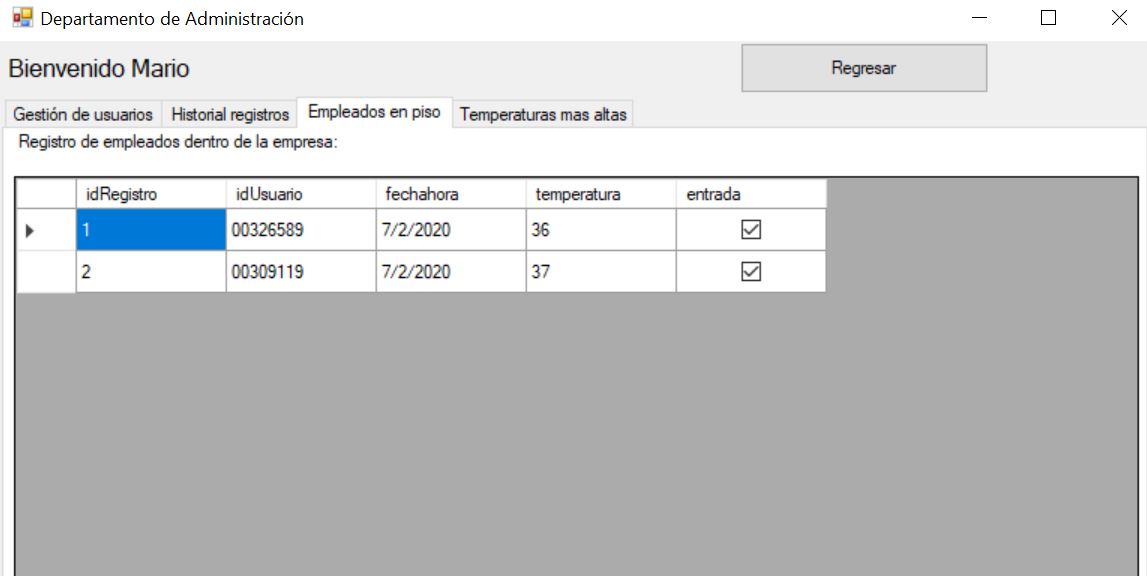 Departamento de Administración
Bienvenido Mario
Regresar
Gestión de usuarios Historial registros Empleados en piso Temperaturas mas altas
Registro de empleados dentro de la empresa:
idRegistro idUsuario fechahora temperatura entrada
1 00326589 7/2/2020 36
2 00309119 7/2/2020 37